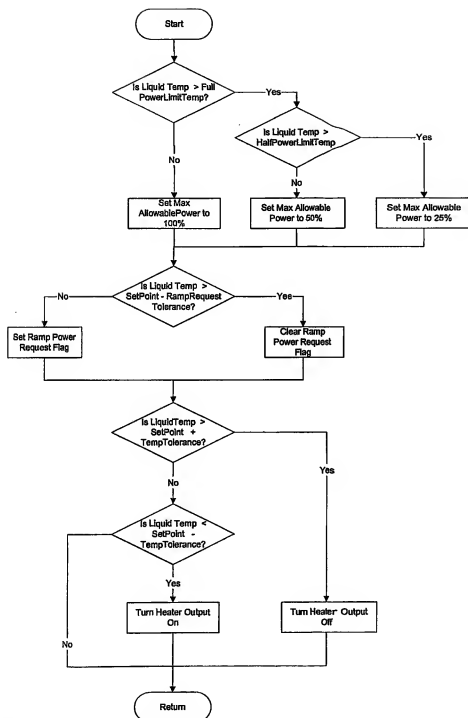 Start
Is Liquid Temp > Full
PowerLimitTemp?
Yes
Is Liquid Temp >
HalfPowerLimitTemp
Yes
No
No
Set Max
AllowablePower to
100%
Set Max Allowable
Power to 50%
Set Max Allowable
Power to 25%
Is Liquid Temp >
SetPoint - RampRequest
Tolerance?
No
Yes
Set Ramp Power
Request Flag
Clear Ramp
Power Request
Flag
Is LiquidTemp >
SetPoint +
TempTolerance?
Yes
No
Is Liquid Temp <
SetPoint -
TempTolerance?
Yes
Turn Heater Output
On
Turn Heater Output
Off
No
Return